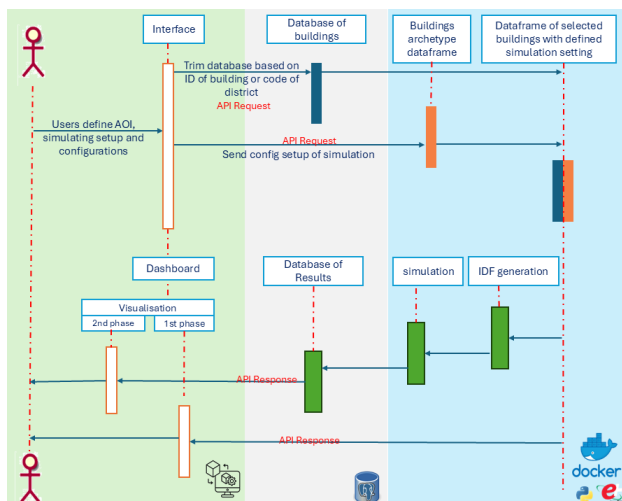 Interface
Database of
buildings
Buildings
archetype
dataframe
Dataframe of selected
buildings with defined
simulation setting
Trim database based on
ID of building or code of
district
API Request
Users define AOI,
simulating setup and
configurations
API Request
Send config setup of simulation
Dashboard
Database of
Results
simulation
IDF generation
Visualisation
2nd phase
1st phase
API Response
API Response
docker
e